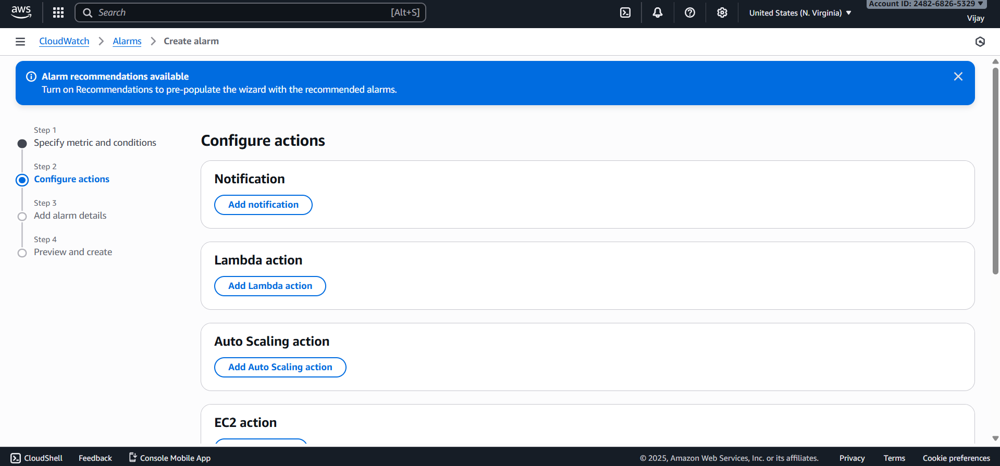 aws
Search
[Alt+S]
United States (N. Virginia)
Account ID: 2482-6826-5329
Vijay
CloudWatch
Alarms
Create alarm
Alarm recommendations available
Turn on Recommendations to pre-populate the wizard with the recommended alarms.
Step 1
Specify metric and conditions
Step 2
Configure actions
Step 3
Add alarm details
Step 4
Preview and create
Configure actions
Notification
Add notification
Lambda action
Add Lambda action
Auto Scaling action
Add Auto Scaling action
EC2 action
CloudShell
Feedback
Console Mobile App
© 2025, Amazon Web Services, Inc. or its affiliates.
Privacy
Terms
Cookie preferences